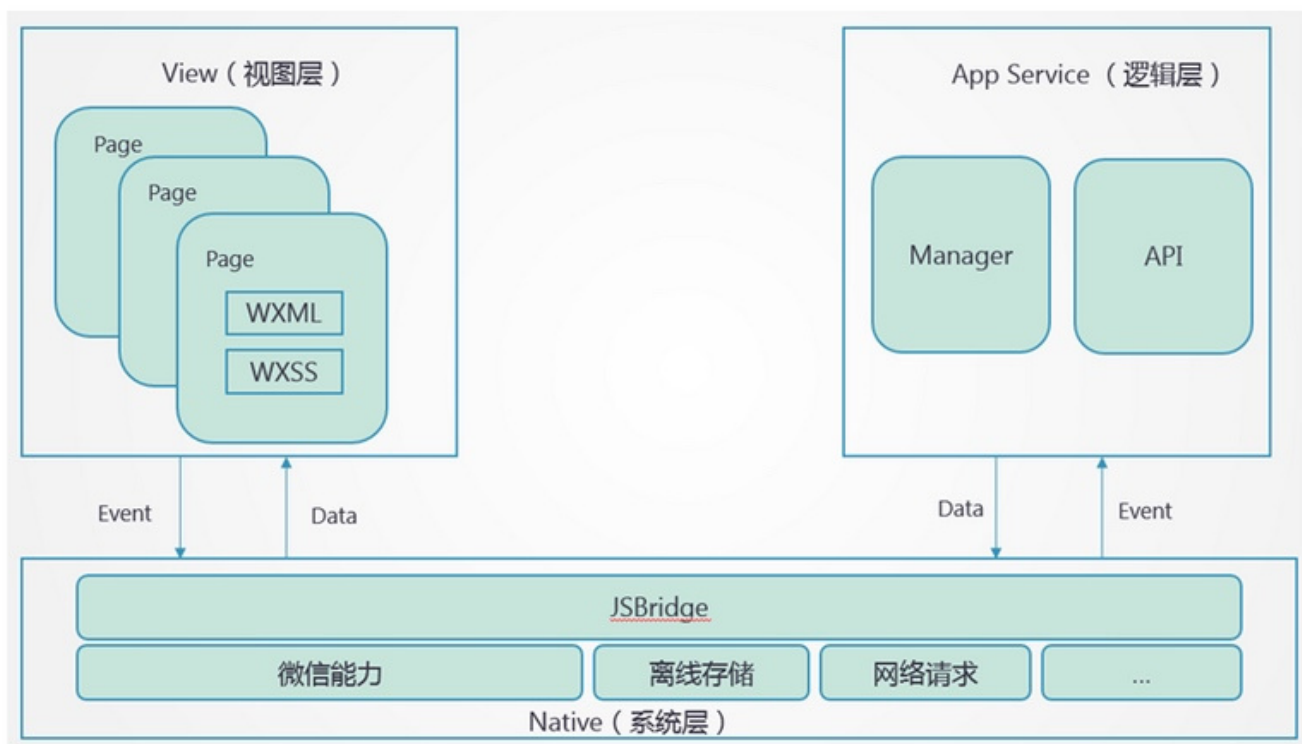 View（视图层）
Page
Page
Page
WXML
WXSS
App Service （逻辑层）
Manager
API
Event
Data
Data
Event
JSBridge
微信能力
离线存储
网络请求
...
Native（系统层）